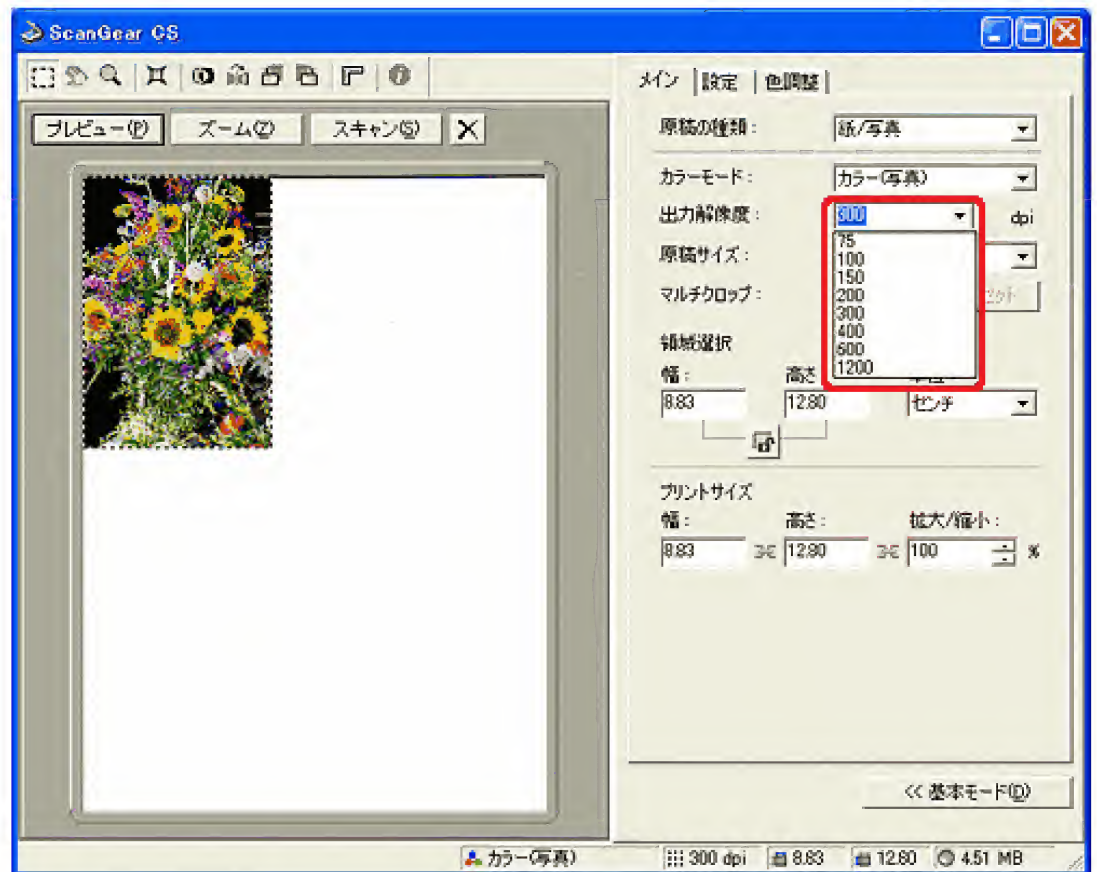 ScanGear CS
プレビュー(P) ズーム(Z) スキャン(S)
メイン 設定 色調整
原稿の種類: 紙/写真
カラーモード: カラー(写真)
出力解像度: 300 dpi
75
100
150
200
300
400
600
1200
原稿サイズ:
マルチクロップ:
領域選択
幅: 高さ
8.83 12.80 センチ
プリントサイズ
幅: 高さ: 拡大/縮小:
8.83 12.80 100 %
<< 基本モード(D)
カラー(写真) 300 dpi 8.83 12.80 4.51 MB